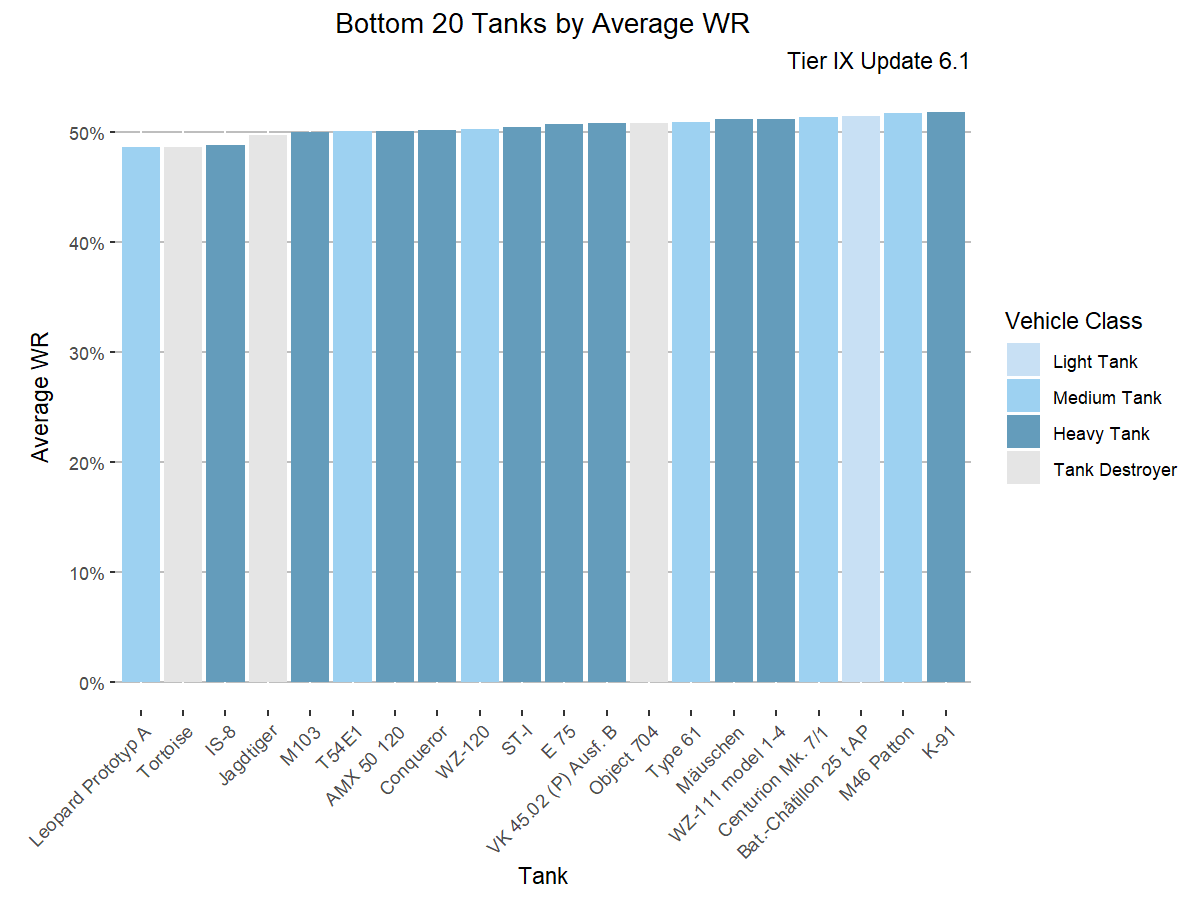 Bottom 20 Tanks by Average WR
Tier IX Update 6.1
Average WR
50%
40%
30%
20%
10%
0%
Leopard Prototyp A
Tortoise
IS-8
Jagdtiger
M103
T54E1
AMX 50 120
Conqueror
WZ-120
ST-I
E 75
VK 45.02 (P) Ausf. B
Object 704
Type 61
Mäuschen
WZ-111 model 1-4
Centurion Mk. 7/1
Bat.-Châtillon 25 t AP
M46 Patton
K-91
Tank
Vehicle Class
Light Tank
Medium Tank
Heavy Tank
Tank Destroyer